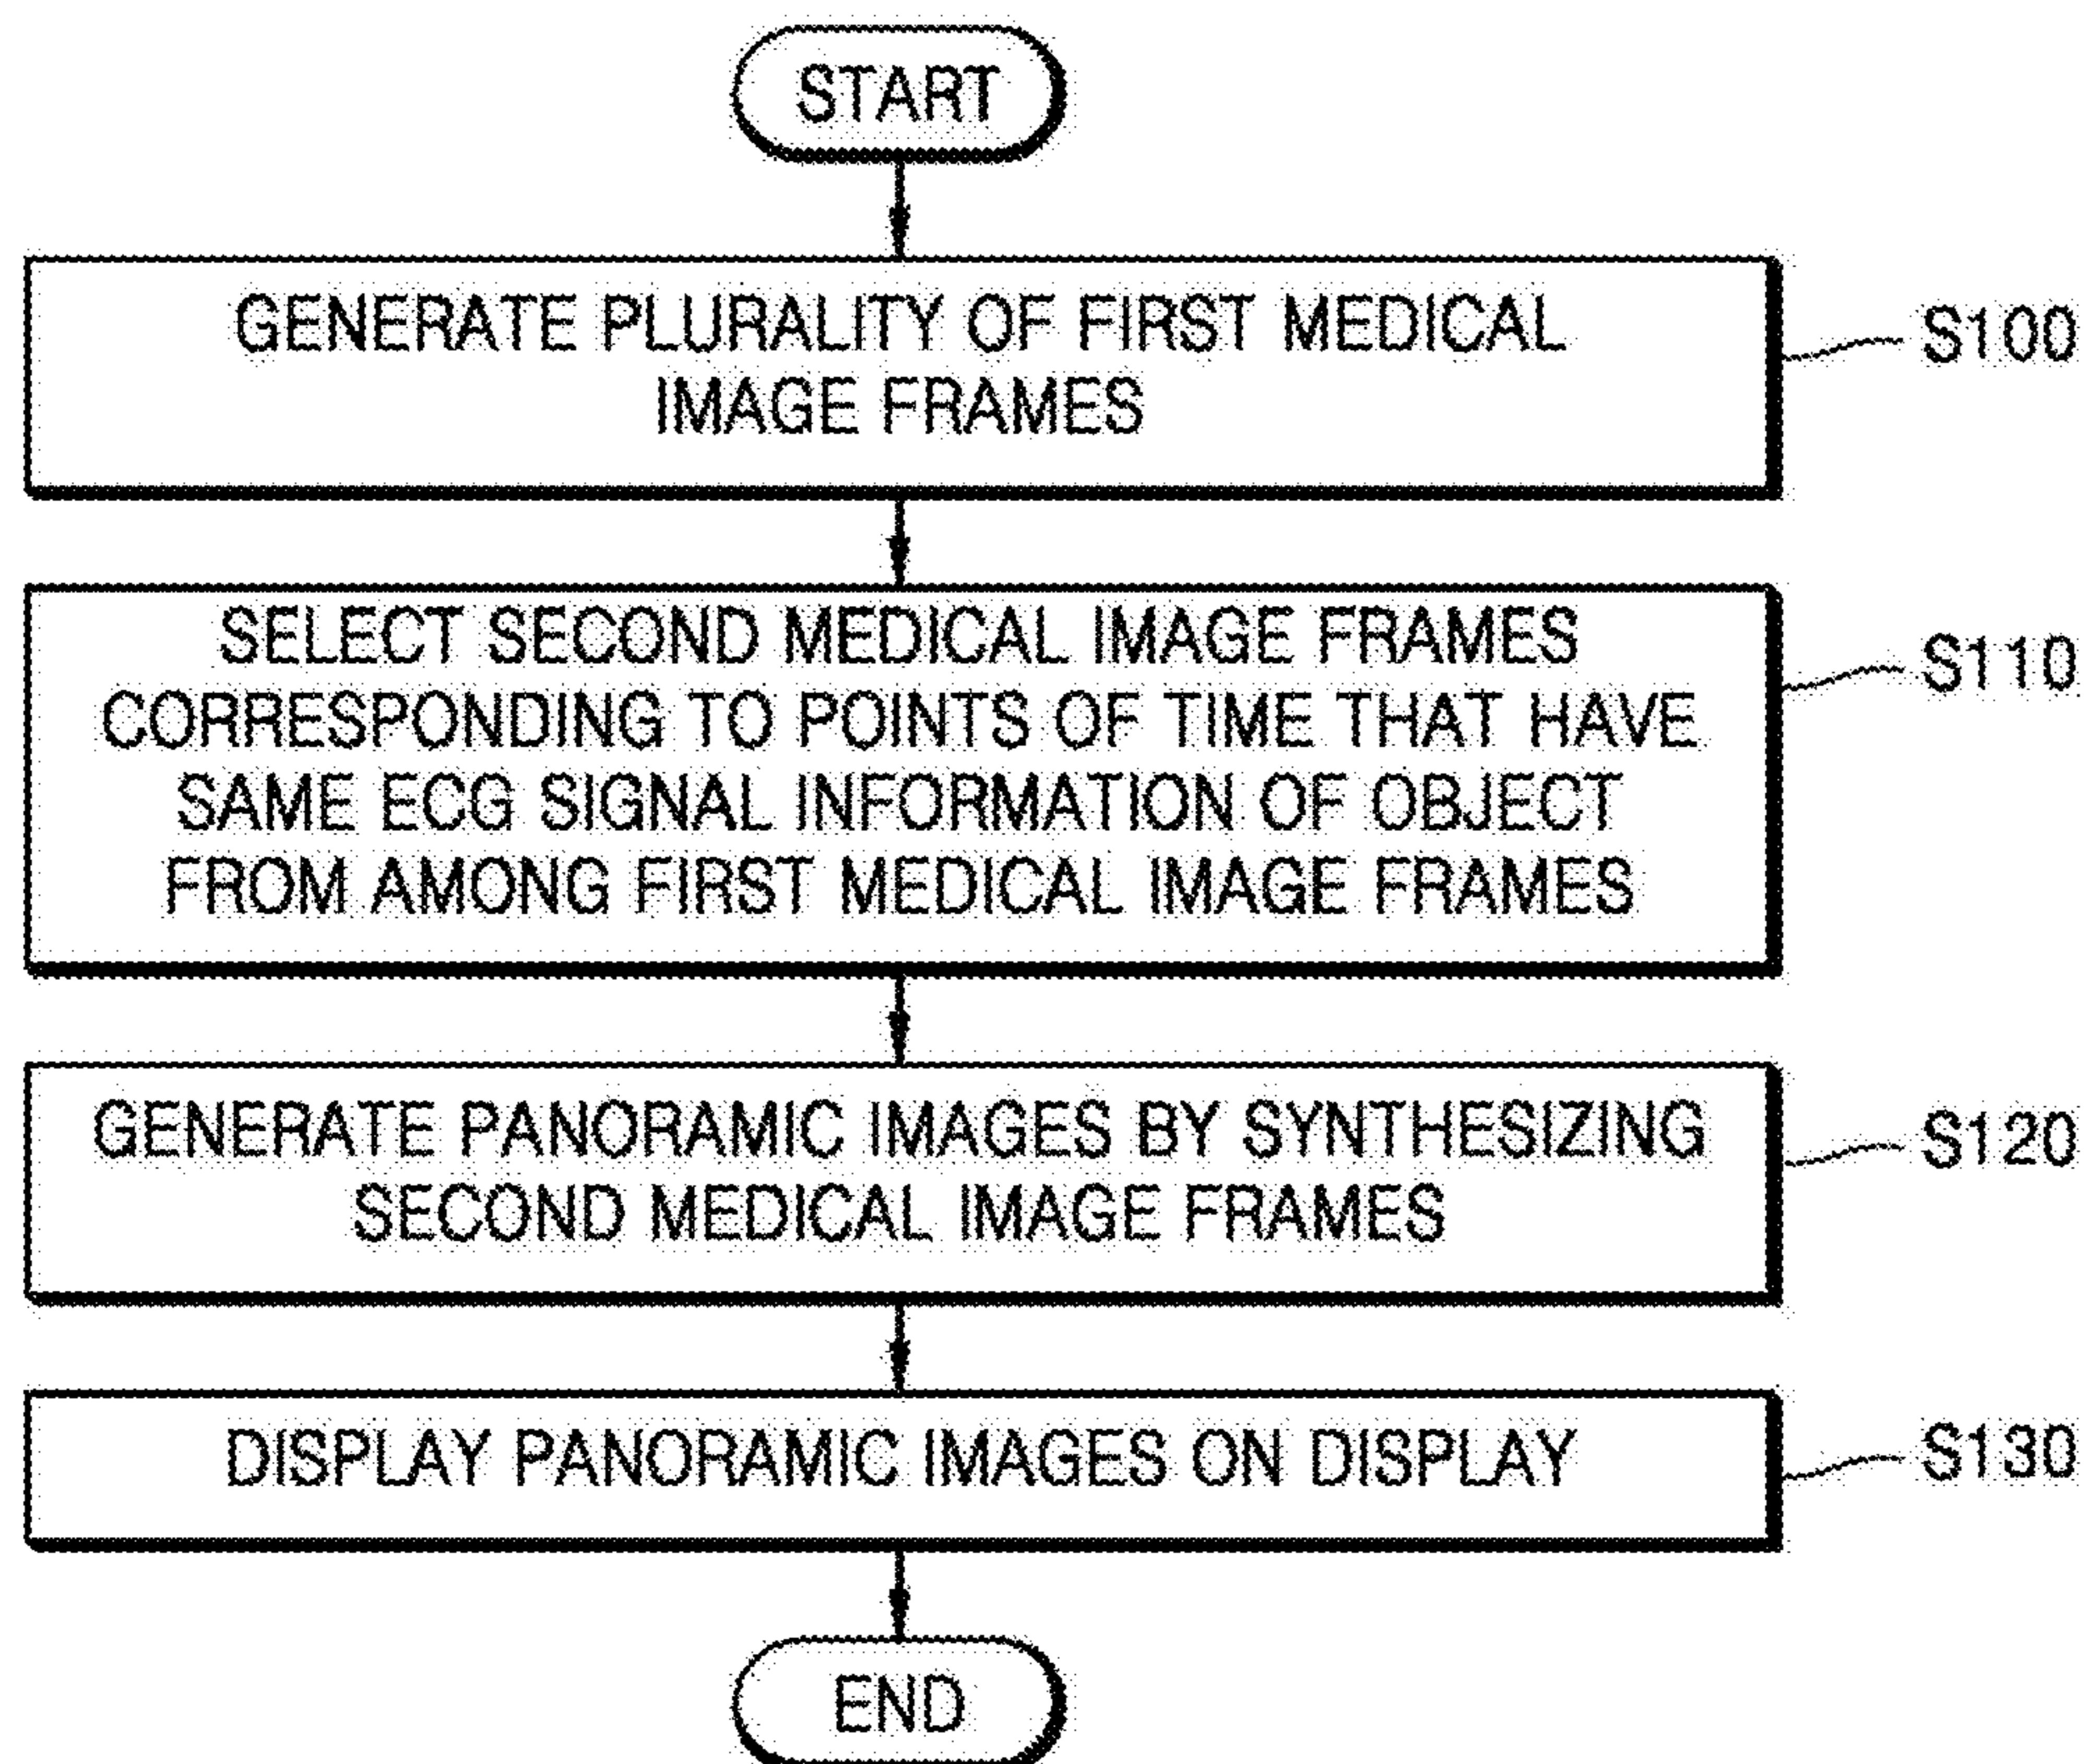 START
GENERATE PLURALITY OF FIRST MEDICAL
IMAGE FRAMES
S100
SELECT SECOND MEDICAL IMAGE FRAMES
CORRESPONDING TO POINTS OF TIME THAT HAVE
SAME ECG SIGNAL INFORMATION OF OBJECT
FROM AMONG FIRST MEDICAL IMAGE FRAMES
S110
GENERATE PANORAMIC IMAGES BY SYNTHESIZING
SECOND MEDICAL IMAGE FRAMES
S120
DISPLAY PANORAMIC IMAGES ON DISPLAY
S130
END